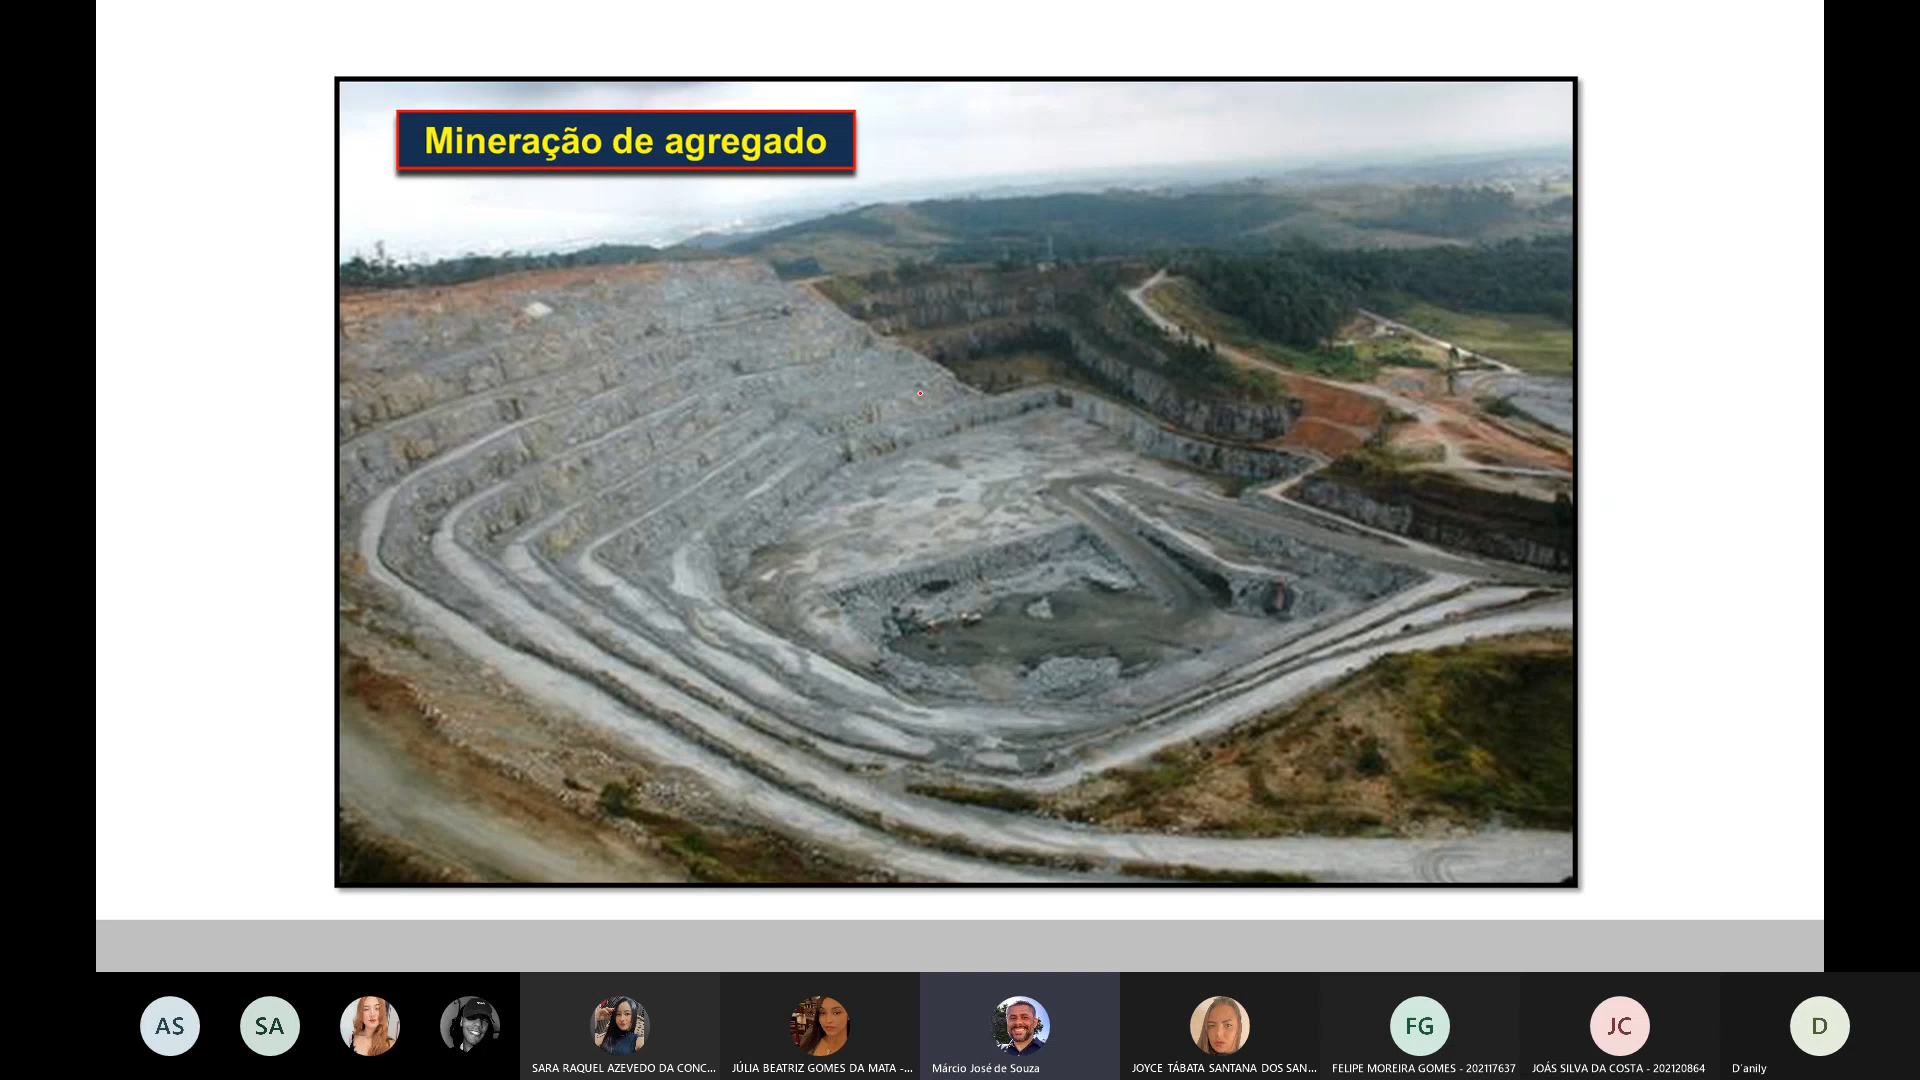 Mineração de agregado
AS
SA
FG
JC
D
SARA RAQUEL AZEVEDO DA CONC...
JÚLIA BEATRIZ GOMES DA MATA -...
Márcio José de Souza
JOYCE TÁBATA SANTANA DOS SAN...
FELIPE MOREIRA GOMES - 202117637
JOÁS SILVA DA COSTA - 202120864
D´anily